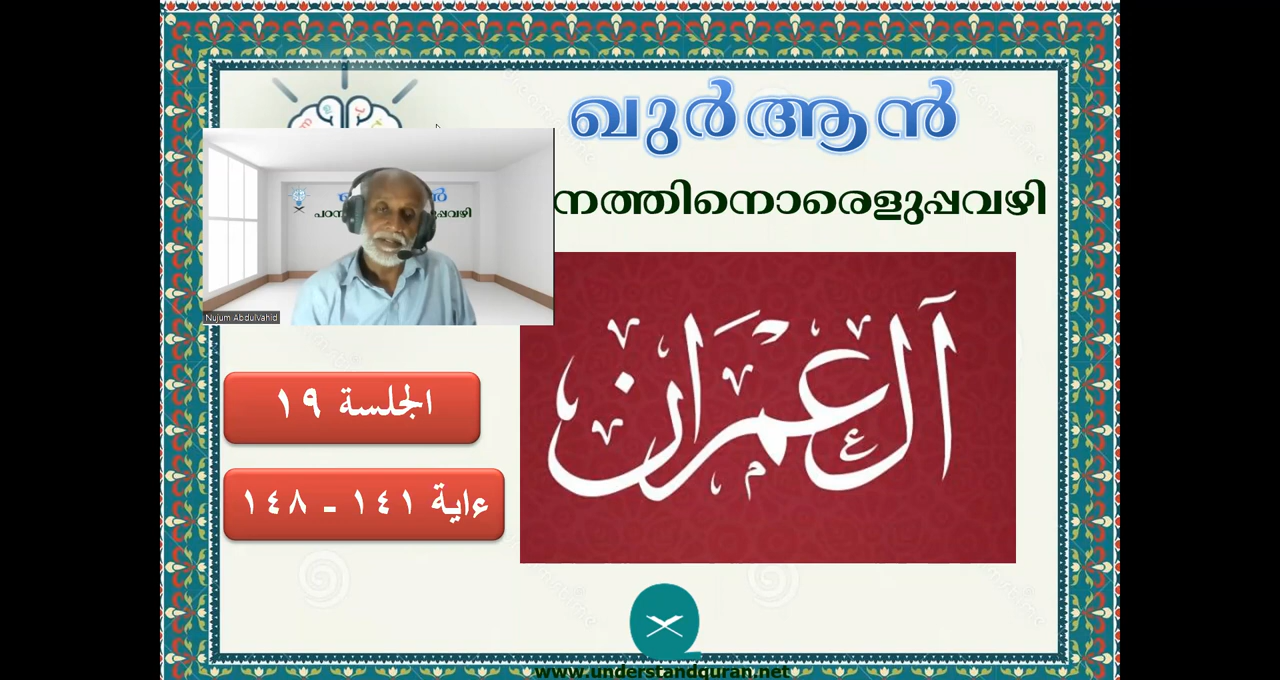 ഖുർആൻ
നത്തിനൊരെളുപ്പവഴി
Nujum AbdulVahid
آل عمران
الجلسة ١٩
ءاية ١٤١ - ١٤٨
www.understandquran.net